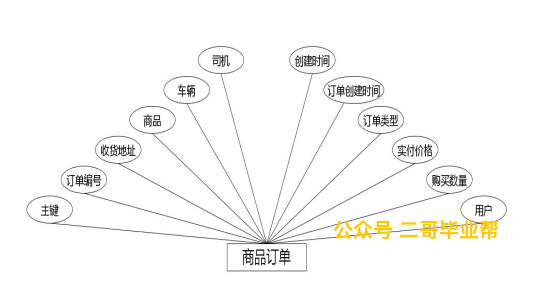 司机
创建时间
车辆
订单创建时间
商品
订单类型
收货地址
实付价格
订单编号
购买数量
主键
用户
公众号 二哥毕业帮
商品订单